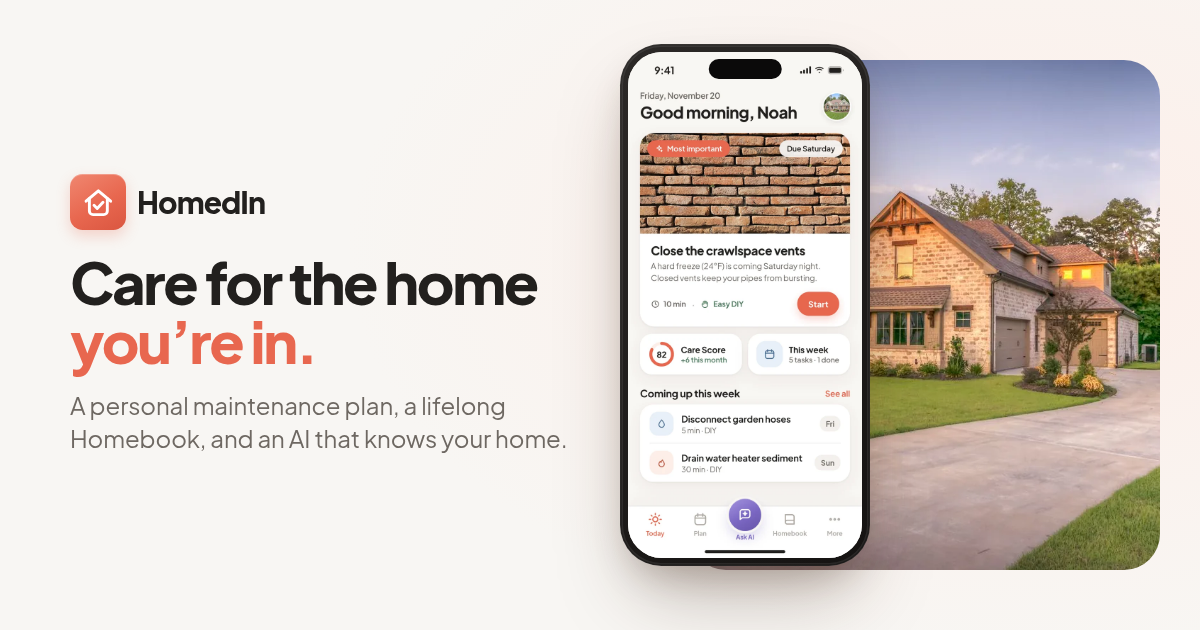 HomedIn
Care for the home
you’re in.
A personal maintenance plan, a lifelong
Homebook, and an AI that knows your home.
9:41
Friday, November 20
Good morning, Noah
Most important
Due Saturday
Close the crawlspace vents
A hard freeze (24°F) is coming Saturday night.
Closed vents keep your pipes from bursting.
10 min · Easy DIY
Start
82
Care Score
+6 this month
This week
5 tasks · 1 done
Coming up this week
See all
Disconnect garden hoses
5 min · DIY
Fri
Drain water heater sediment
30 min · DIY
Sun
Today
Plan
Ask AI
Homebook
More